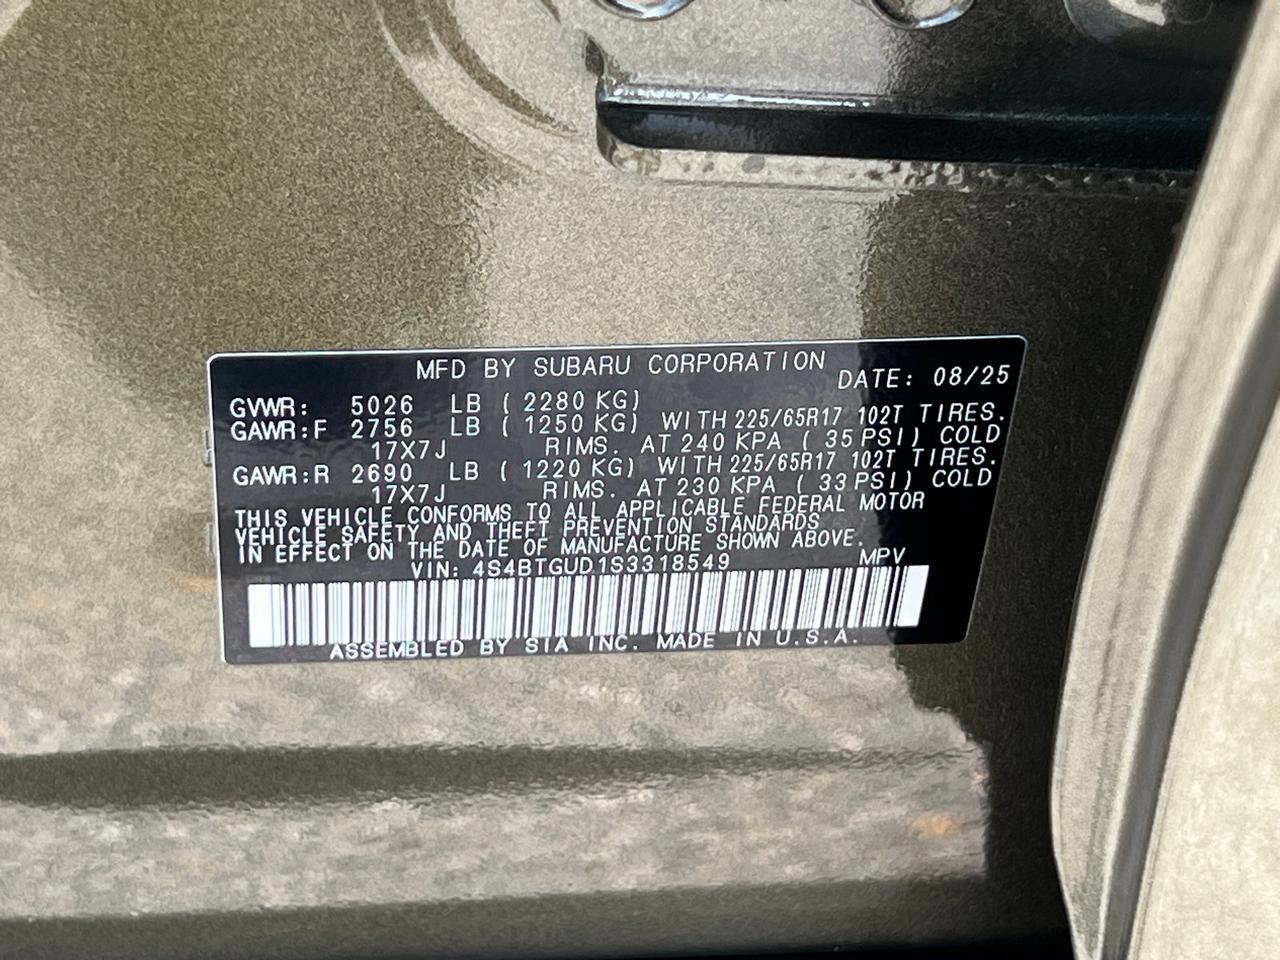 MFD BY SUBARU CORPORATION
DATE: 08/25
GVWR: 5026 LB ( 2280 KG)
GAWR:F 2756 LB ( 1250 KG) WITH 225/65R17 102T TIRES.
17X7J RIMS. AT 240 KPA ( 35 PSI) COLD
GAWR:R 2690 LB ( 1220 KG) WITH 225/65R17 102T TIRES.
17X7J RIMS. AT 230 KPA ( 33 PSI) COLD
THIS VEHICLE CONFORMS TO ALL APPLICABLE FEDERAL MOTOR
VEHICLE SAFETY AND THEFT PREVENTION STANDARDS
IN EFFECT ON THE DATE OF MANUFACTURE SHOWN ABOVE.
VIN: 4S4BTGUD1S3318549 MPV
ASSEMBLED BY SIA INC. MADE IN U.S.A.